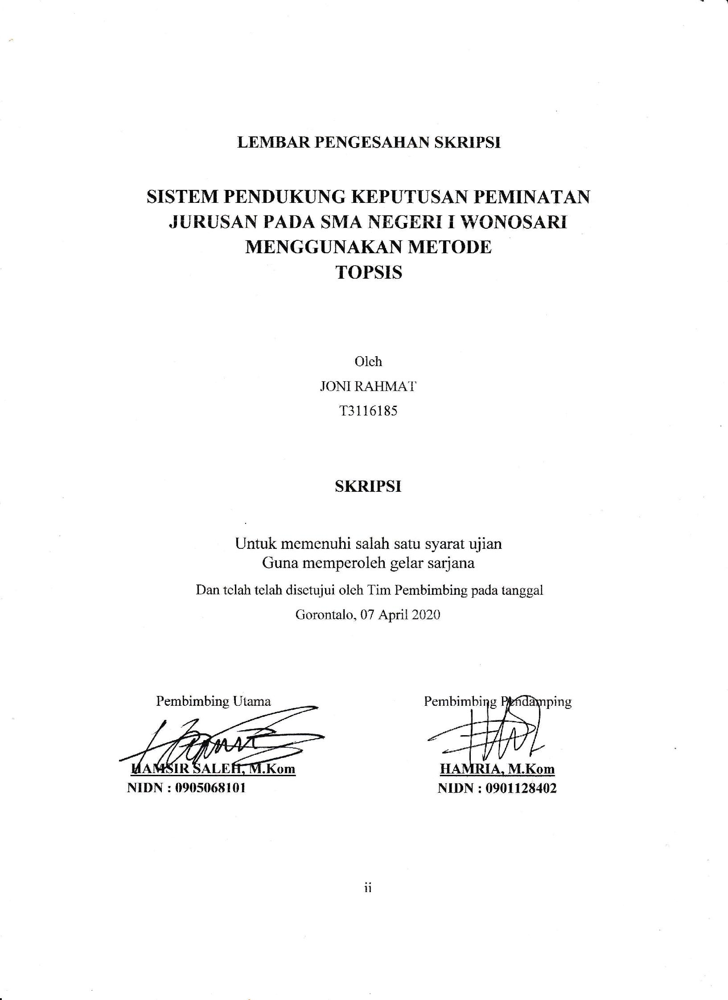 LEMBAR PENGESAHAN SKRIPSI
SISTEM PENDUKUNG KEPUTUSAN PEMINATAN
JURUSAN PADA SMA NEGERI I WONOSARI
MENGGUNAKAN METODE
TOPSIS
Oleh
JONI RAHMAT
T3116185
SKRIPSI
Untuk memenuhi salah satu syarat ujian
Guna memperoleh gelar sarjana
Dan telah telah disetujui oleh Tim Pembimbing pada tanggal
Gorontalo, 07 April 2020
Pembimbing Utama
Pembimbing Pendamping
HAMSIR SALEH, M.Kom
HAMRIA, M.Kom
NIDN : 0905068101
NIDN : 0901128402
ii